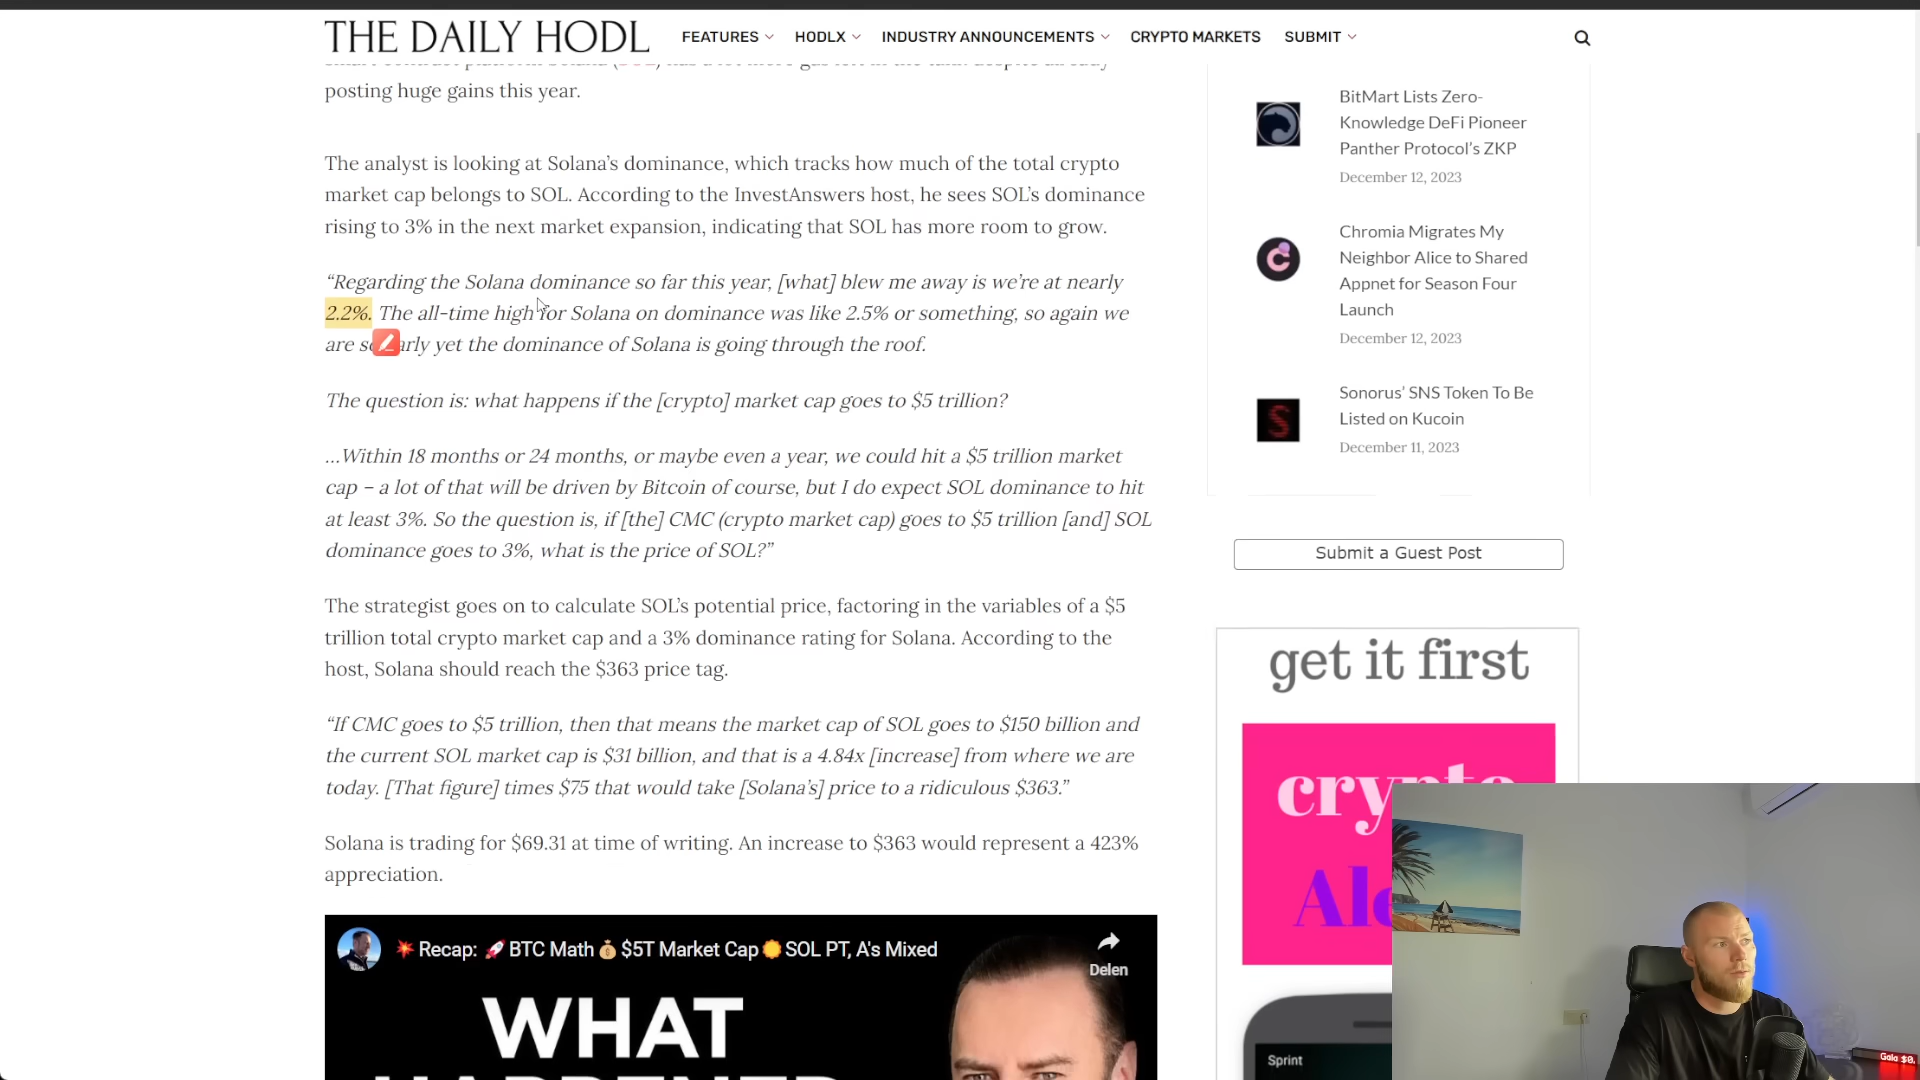 THE DAILY HODL
FEATURES
HODLX
INDUSTRY ANNOUNCEMENTS
CRYPTO MARKETS
SUBMIT
posting huge gains this year.
The analyst is looking at Solana’s dominance, which tracks how much of the total crypto
market cap belongs to SOL. According to the InvestAnswers host, he sees SOL’s dominance
rising to 3% in the next market expansion, indicating that SOL has more room to grow.
“Regarding the Solana dominance so far this year, [what] blew me away is we’re at nearly
2.2%. The all-time high for Solana on dominance was like 2.5% or something, so again we
are so early yet the dominance of Solana is going through the roof.
The question is: what happens if the [crypto] market cap goes to $5 trillion?
…Within 18 months or 24 months, or maybe even a year, we could hit a $5 trillion market
cap – a lot of that will be driven by Bitcoin of course, but I do expect SOL dominance to hit
at least 3%. So the question is, if [the] CMC (crypto market cap) goes to $5 trillion [and] SOL
dominance goes to 3%, what is the price of SOL?”
The strategist goes on to calculate SOL’s potential price, factoring in the variables of a $5
trillion total crypto market cap and a 3% dominance rating for Solana. According to the
host, Solana should reach the $363 price tag.
“If CMC goes to $5 trillion, then that means the market cap of SOL goes to $150 billion and
the current SOL market cap is $31 billion, and that is a 4.84x [increase] from where we are
today. [That figure] times $75 that would take [Solana’s] price to a ridiculous $363.”
Solana is trading for $69.31 at time of writing. An increase to $363 would represent a 423%
appreciation.
Recap: BTC Math $5T Market Cap SOL PT, A's Mixed
Delen
WHAT
BitMart Lists Zero-
Knowledge DeFi Pioneer
Panther Protocol’s ZKP
December 12, 2023
Chromia Migrates My
Neighbor Alice to Shared
Appnet for Season Four
Launch
December 12, 2023
Sonorus’ SNS Token To Be
Listed on Kucoin
December 11, 2023
Submit a Guest Post
get it first
crypto
Ale
Sprint
Gala $0.